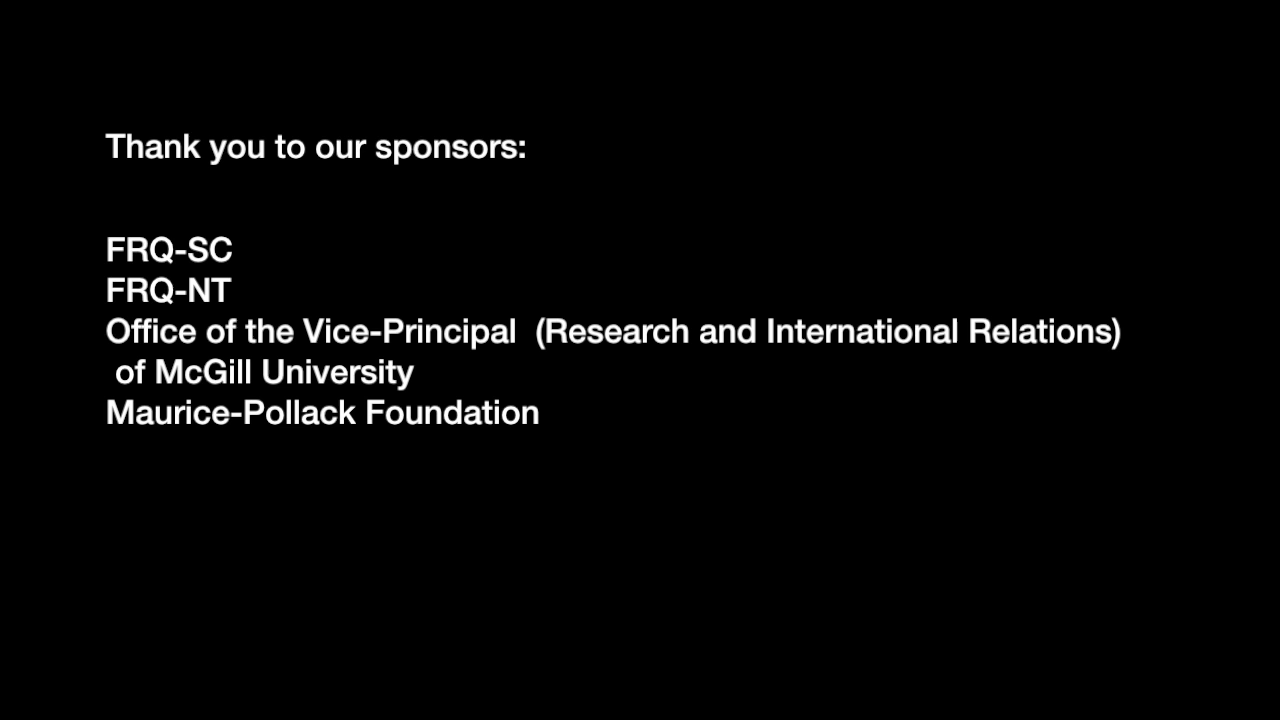 Thank you to our sponsors:
FRQ-SC
FRQ-NT
Office of the Vice-Principal  (Research and International Relations)
of McGill University
Maurice-Pollack Foundation